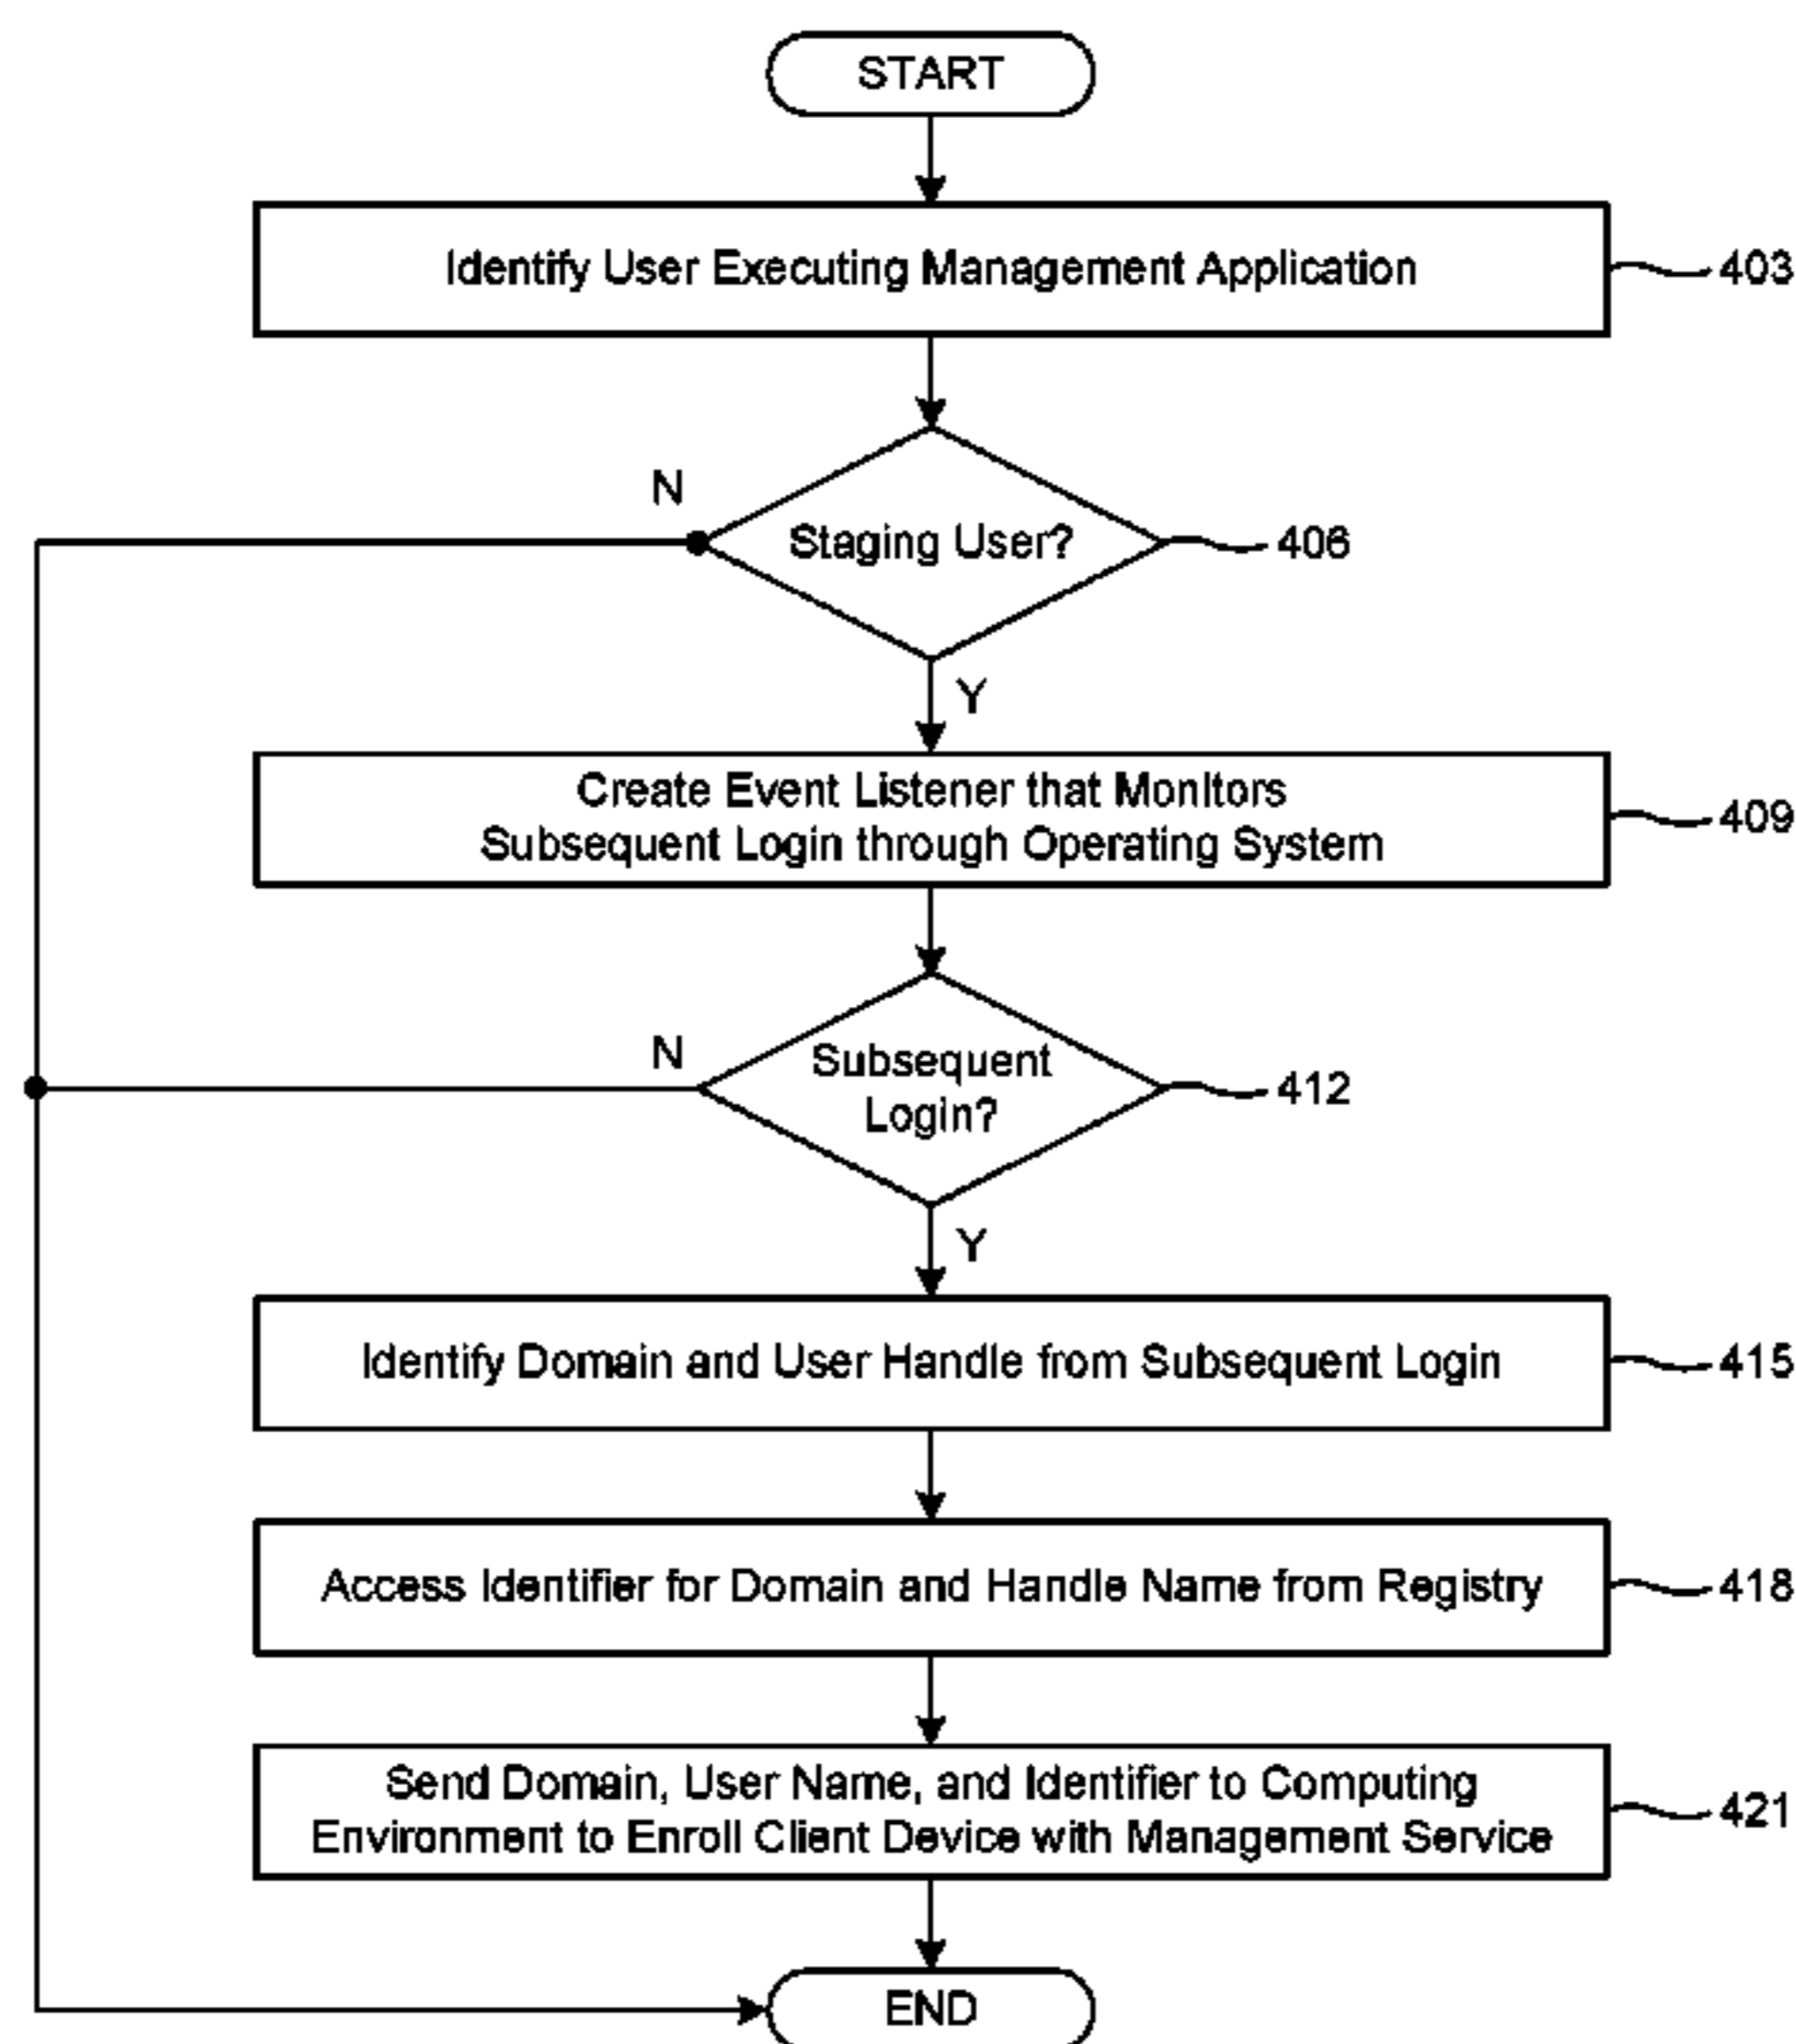 START
Identify User Executing Management Application
403
N
Staging User?
406
Y
Create Event Listener that Monitors
Subsequent Login through Operating System
409
N
Subsequent
Login?
412
Y
Identify Domain and User Handle from Subsequent Login
415
Access Identifier for Domain and Handle Name from Registry
418
Send Domain, User Name, and Identifier to Computing
Environment to Enroll Client Device with Management Service
421
END